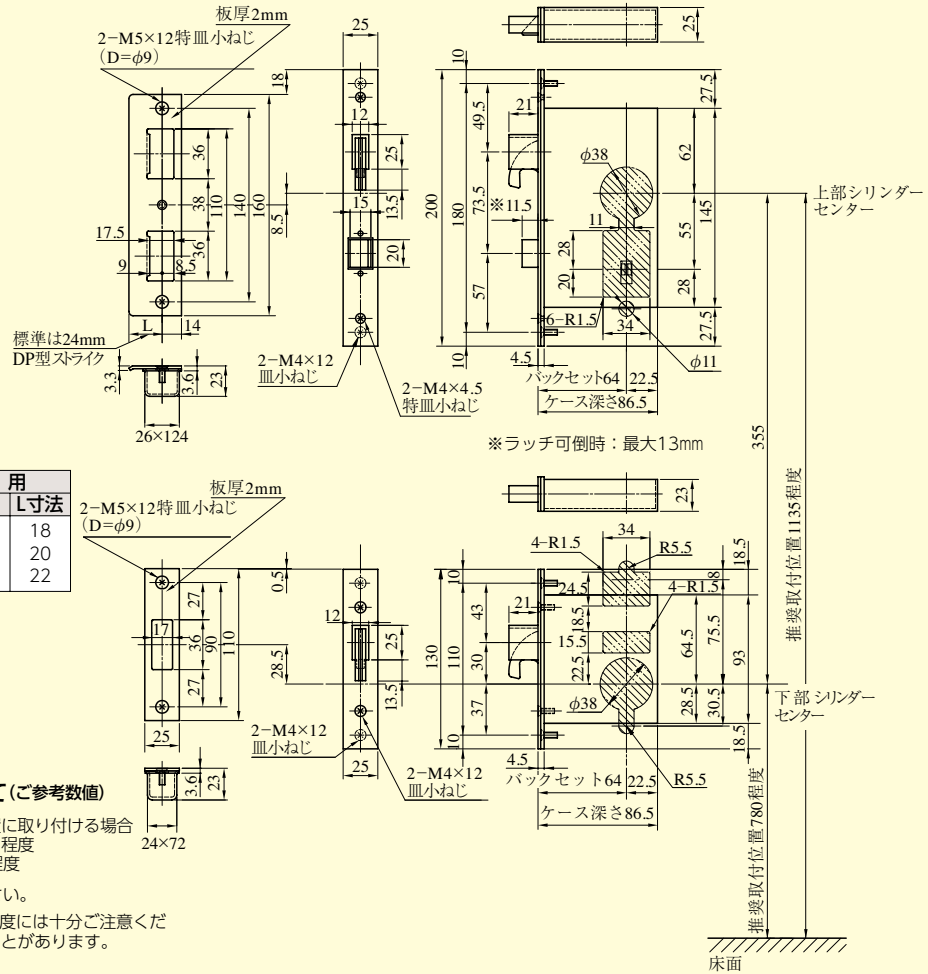 板厚2mm
2−M5×12特皿小ねじ
(D=φ9)
18
36
38
110
140
160
8.5
17.5
36
9
8.5
L
14
標準は24mm
DP型ストライク
3.3
3.6
23
26×124
25
12
25
13.5
15
20
2−M4×12
皿小ねじ
2−M4×4.5
特皿小ねじ
25
10
49.5
21
73.5
200
180
※11.5
57
10
27.5
62
φ38
145
11
55
28
20
28
6−R1.5
34
27.5
φ11
4.5
バックセット64
22.5
ケース深さ86.5
※ラッチ可倒時：最大13mm
上部シリンダー
センター
355
推奨取付位置1135程度
用
L寸法
18
20
22
板厚2mm
2−M5×12特皿小ねじ
(D=φ9)
0.5
27
17
36
90
110
27
28.5
25
3.6
23
24×72
12
25
13.5
2−M4×12
皿小ねじ
25
2−M4×12
皿小ねじ
23
34
4−R1.5
R5.5
18.5
8
10
24.5
4−R1.5
43
21
18.5
130
110
15.5
30
22.5
64.5
75.5
93
37
φ38
28.5
30.5
10
18.5
4.5
バックセット64
22.5
R5.5
ケース深さ86.5
下部シリンダー
センター
推奨取付位置780程度
床面
て(ご参考数値)
に取り付ける場合
程度
程度
さい。
度には十分ご注意くだ
とがあります。